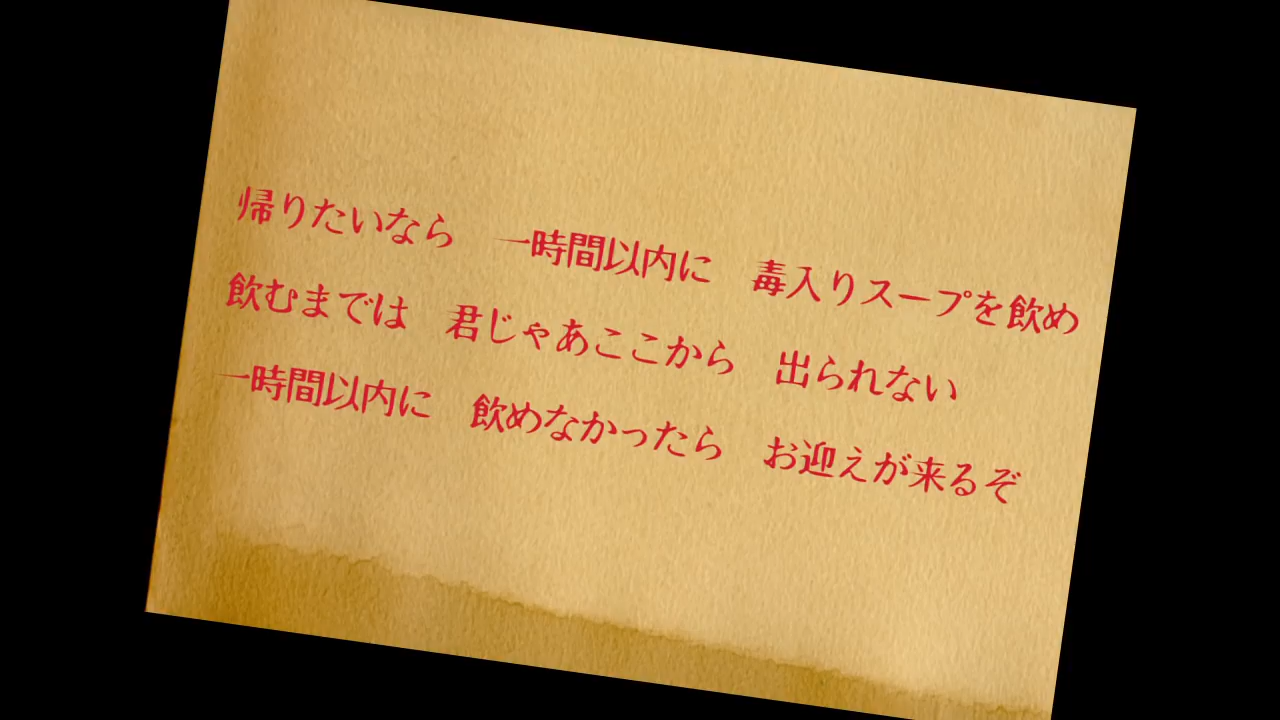 帰りたいなら　一時間以内に　毒入りスープを飲め
飲むまでは　君じゃあここから　出られない
一時間以内に　飲めなかったら　お迎えが来るぞ